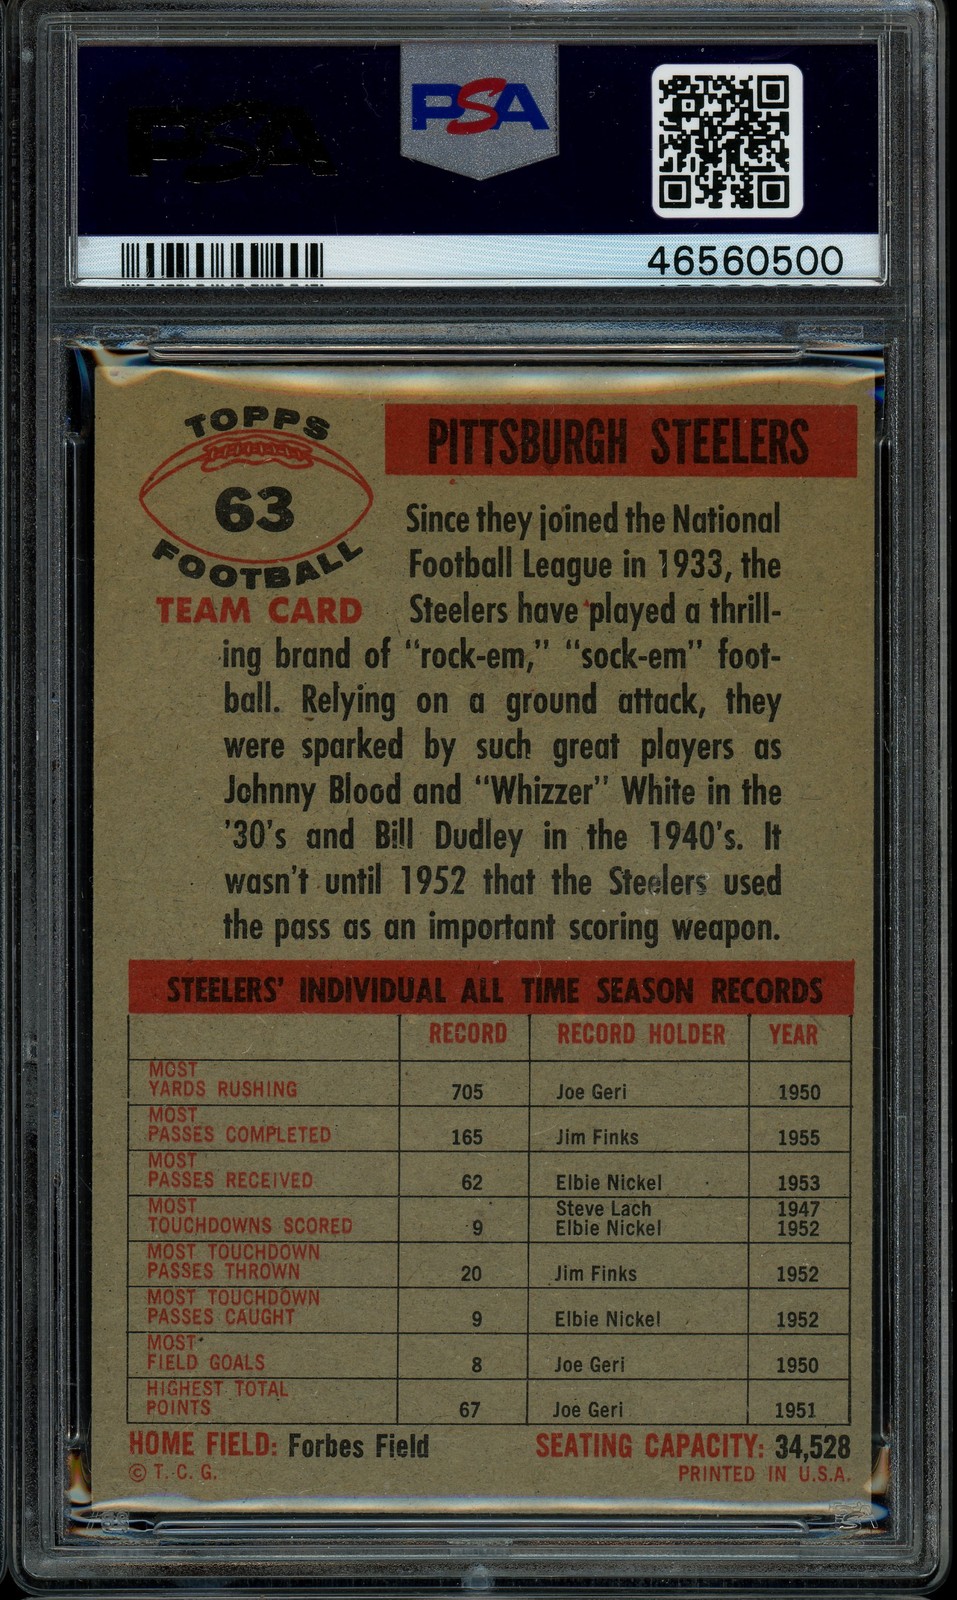 PSA
PSA
46560500
TOPPS
63
FOOTBALL
TEAM CARD
PITTSBURGH STEELERS
Since they joined the National
Football League in 1933, the
Steelers have played a thrill-
ing brand of "rock-em," "sock-em" foot-
ball. Relying on a ground attack, they
were sparked by such great players as
Johnny Blood and "Whizzer" White in the
'30's and Bill Dudley in the 1940's. It
wasn't until 1952 that the Steelers used
the pass as an important scoring weapon.
STEELERS' INDIVIDUAL ALL TIME SEASON RECORDS
RECORD RECORD HOLDER YEAR
MOST
YARDS RUSHING 705 Joe Geri 1950
MOST
PASSES COMPLETED 165 Jim Finks 1955
MOST
PASSES RECEIVED 62 Elbie Nickel 1953
MOST Steve Lach 1947
TOUCHDOWNS SCORED 9 Elbie Nickel 1952
MOST TOUCHDOWN
PASSES THROWN 20 Jim Finks 1952
MOST TOUCHDOWN
PASSES CAUGHT 9 Elbie Nickel 1952
MOST
FIELD GOALS 8 Joe Geri 1950
HIGHEST TOTAL
POINTS 67 Joe Geri 1951
HOME FIELD: Forbes Field SEATING CAPACITY: 34,528
© T. C. G. PRINTED IN U.S.A.